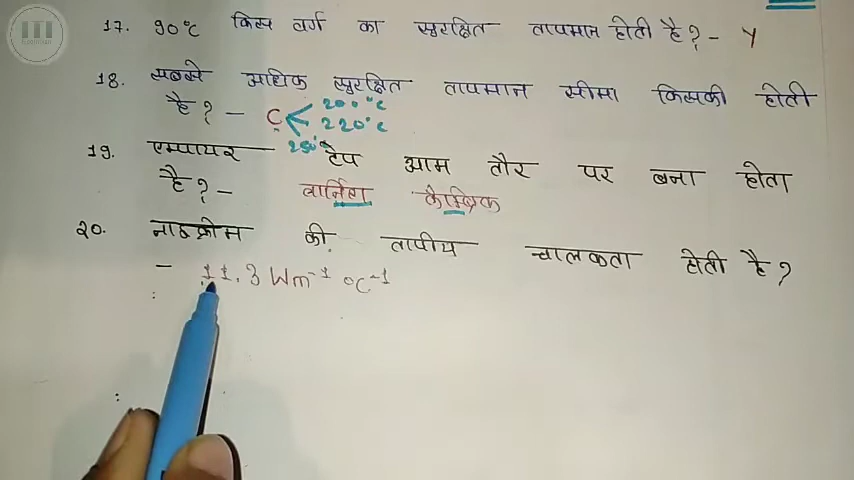 17. 90°C किस वर्ग का सुरक्षित तापमान होती है? - Y
18. सबसे अधिक सुरक्षित तापमान सीमा किसकी होती
है? - C 200°C
220°C
250°C
19. एम्पायर टेप आम तौर पर बना होता
है? - वार्निश कैम्ब्रिक
20. नाइक्रोम की तापीय चालकता होती है?
- 11.3 Wm⁻¹ °C⁻¹